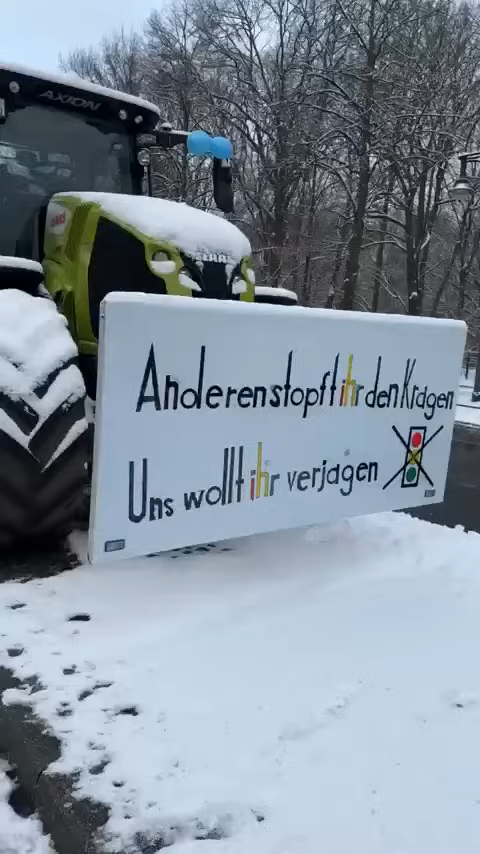 AXION
CLAAS
Anderen stopft ihr den Kragen
Uns wollt ihr verjagen